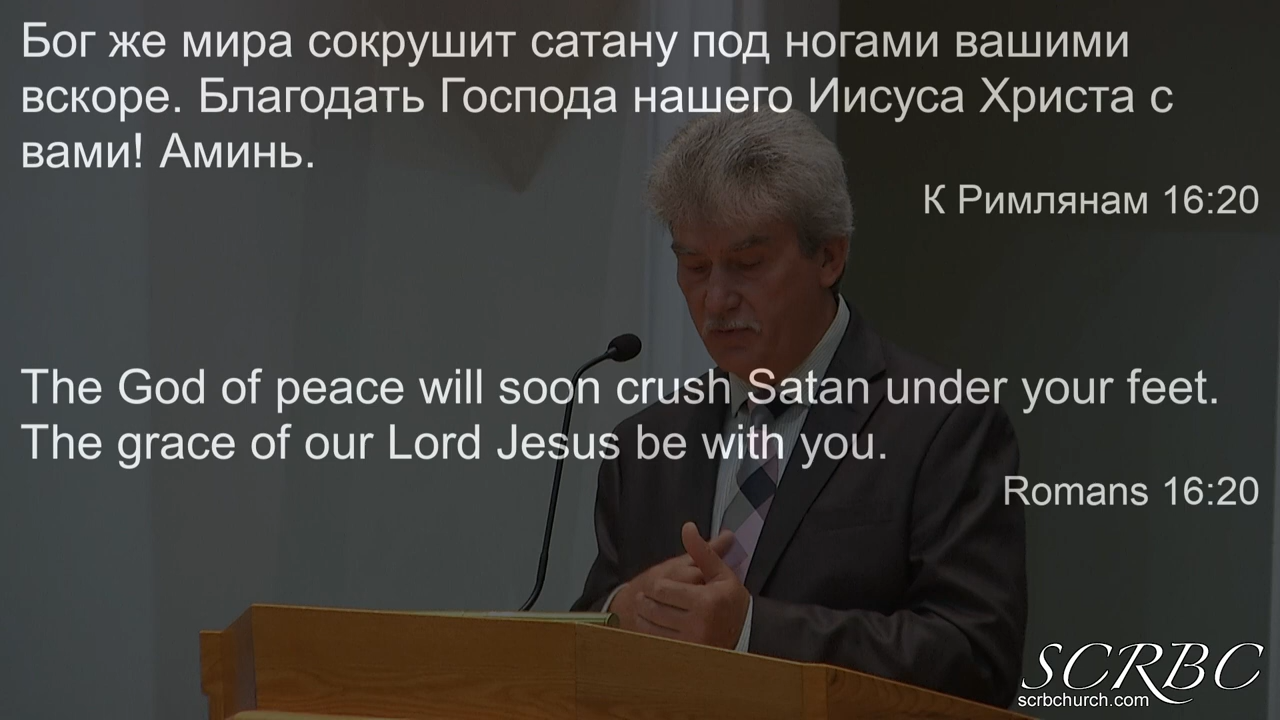 Бог же мира сокрушит сатану под ногами вашими
вскоре. Благодать Господа нашего Иисуса Христа с
вами! Аминь.
К Римлянам 16:20
The God of peace will soon crush Satan under your feet.
The grace of our Lord Jesus be with you.
Romans 16:20
SCRBC
scrbchurch.com